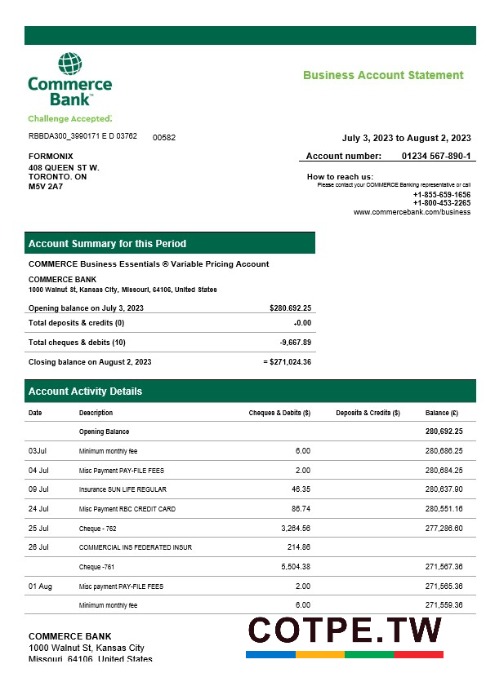 Commerce
Bank™
Challenge Accepted.
Business Account Statement
RBBDA300_3990171 E D 03762 00582
July 3, 2023 to August 2, 2023
FORMONIX
408 QUEEN ST W.
TORONTO. ON
M5V 2A7
Account number: 01234 567-890-1
How to reach us:
Please contact your COMMERCE Banking representative or call
+1-855-659-1656
+1-800-453-2265
www.commercebank.com/business
Account Summary for this Period
COMMERCE Business Essentials ® Variable Pricing Account
COMMERCE BANK
1000 Walnut St, Kansas City, Missouri, 64106, United States
Opening balance on July 3, 2023 $280.692.25
Total deposits & credits (0) -0.00
Total cheques & debits (10) -9,667.89
Closing balance on August 2, 2023 = $271,024.36
Account Activity Details
Date Description Cheques & Debits ($) Deposits & Credits ($) Balance (£)
Opening Balance 280,692.25
03Jul Minimum monthly fee 6.00 280,686.25
04 Jul Misc Payment PAY-FILE FEES 2.00 280,684.25
09 Jul Insurance SUN LIFE REGULAR 46.35 280,637.90
24 Jul Misc Payment RBC CREDIT CARD 86.74 280,551.16
25 Jul Cheque - 752 3,264.56 277,286.60
26 Jul COMMERCIAL INS FEDERATED INSUR 214.86
Cheque -761 5,504.38 271,567.36
01 Aug Misc payment PAY-FILE FEES 2.00 271,565.36
Minimum monthly fee 6.00 271,559.36
COMMERCE BANK
1000 Walnut St, Kansas City
Missouri, 64106, United States
COTPE.TW